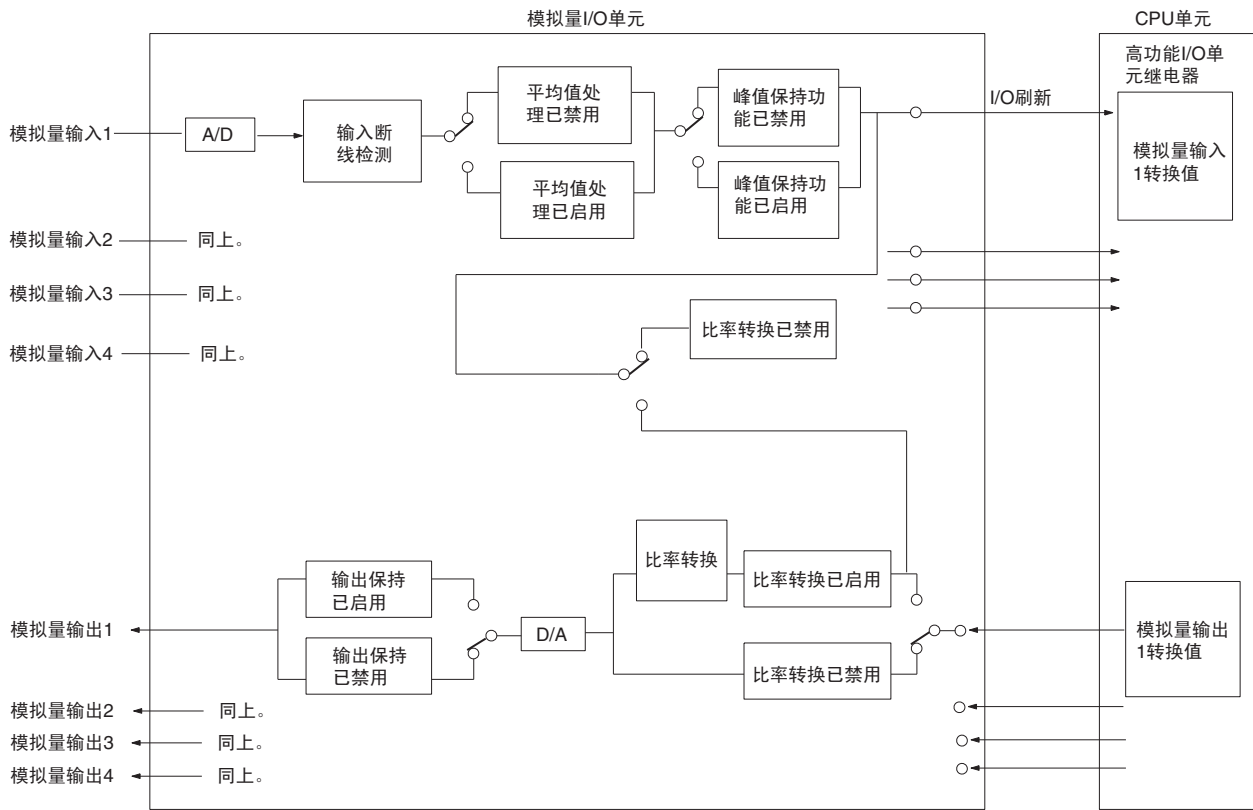 模拟量I/O单元
CPU单元
高功能I/O单
元继电器
I/O刷新
模拟量输入1
A/D
输入断
线检测
平均值处
理已禁用
平均值处
理已启用
峰值保持功
能已禁用
峰值保持功
能已启用
模拟量输入
1转换值
模拟量输入2
同上。
模拟量输入3
同上。
模拟量输入4
同上。
比率转换已禁用
比率转换
比率转换已启用
比率转换已禁用
D/A
输出保持
已启用
输出保持
已禁用
模拟量输出1
模拟量输出
1转换值
模拟量输出2
同上。
模拟量输出3
同上。
模拟量输出4
同上。